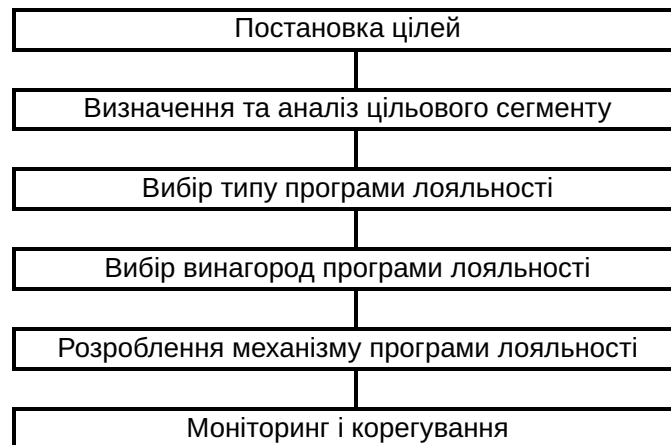 Постановка цілей
Визначення та аналіз цільового сегменту
Вибір типу програми лояльності
Вибір винагород програми лояльності
Розроблення механізму програми лояльності
Моніторинг і корегування